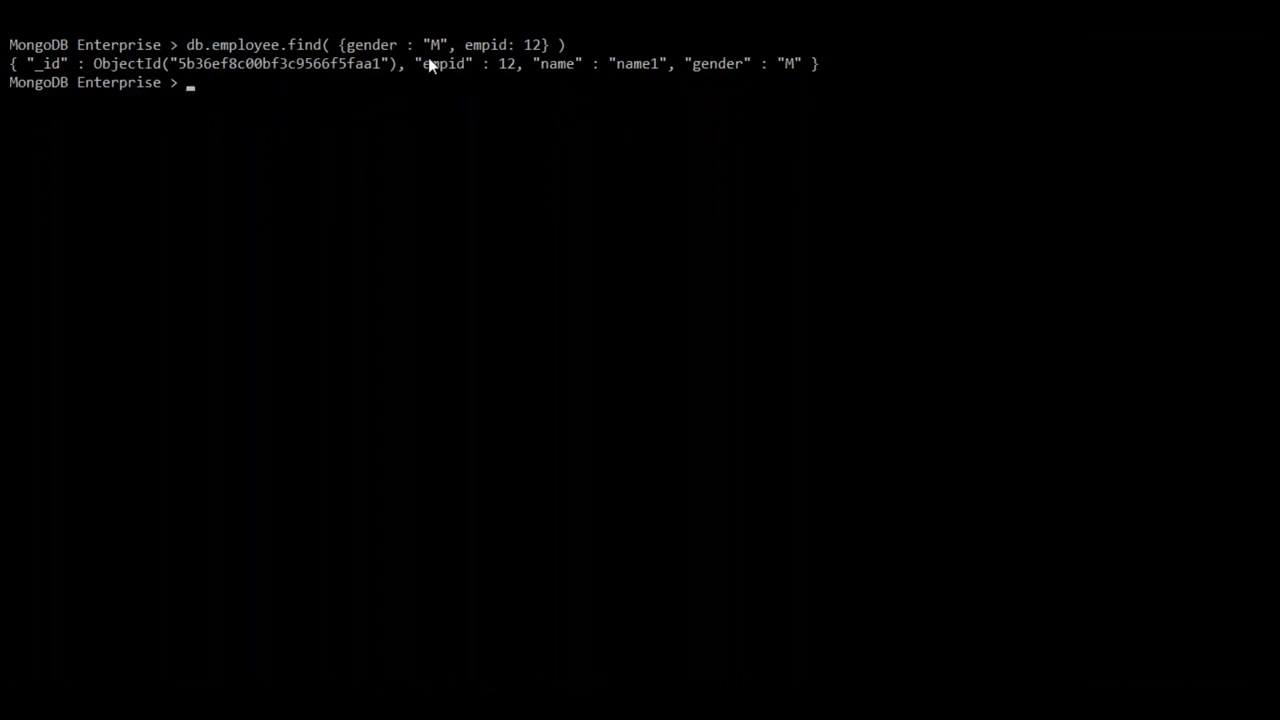 MongoDB Enterprise > db.employee.find( {gender : "M", empid: 12} )
{ "_id" : ObjectId("5b36ef8c00bf3c9566f5faa1"), "empid" : 12, "name" : "name1", "gender" : "M" }
MongoDB Enterprise >